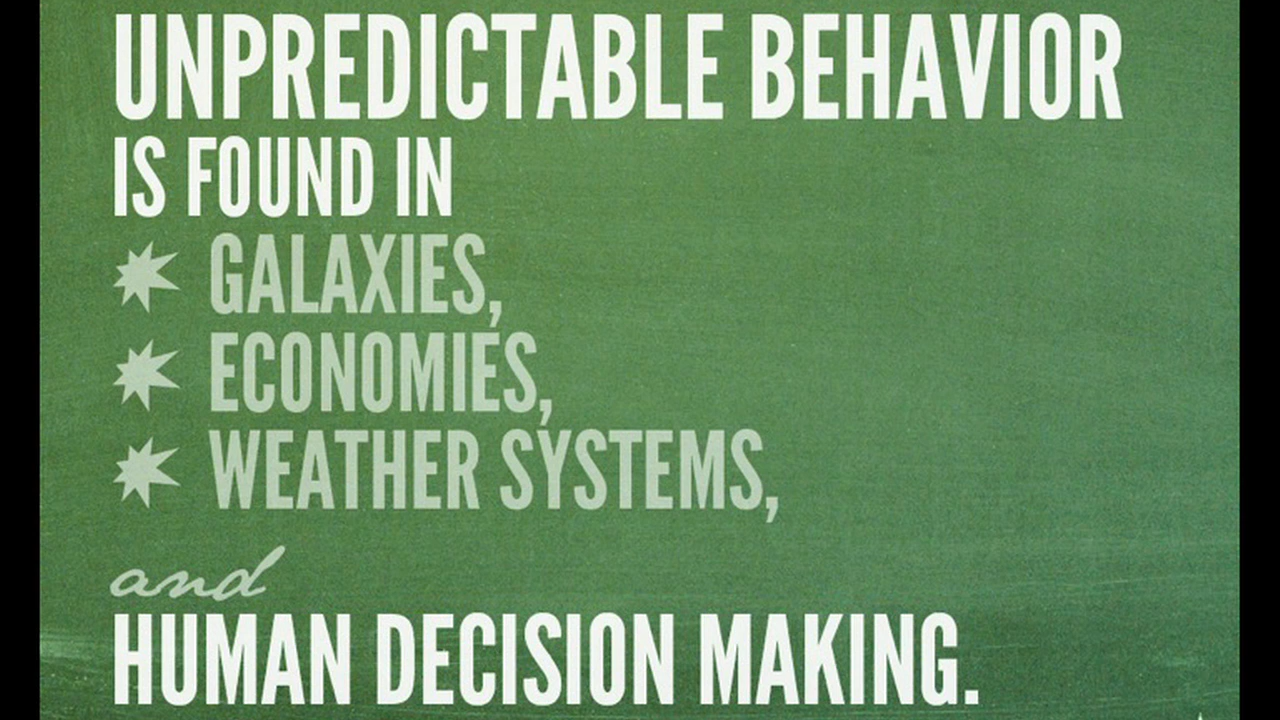 UNPREDICTABLE BEHAVIOR
IS FOUND IN
GALAXIES,
ECONOMIES,
WEATHER SYSTEMS,
and
HUMAN DECISION MAKING.